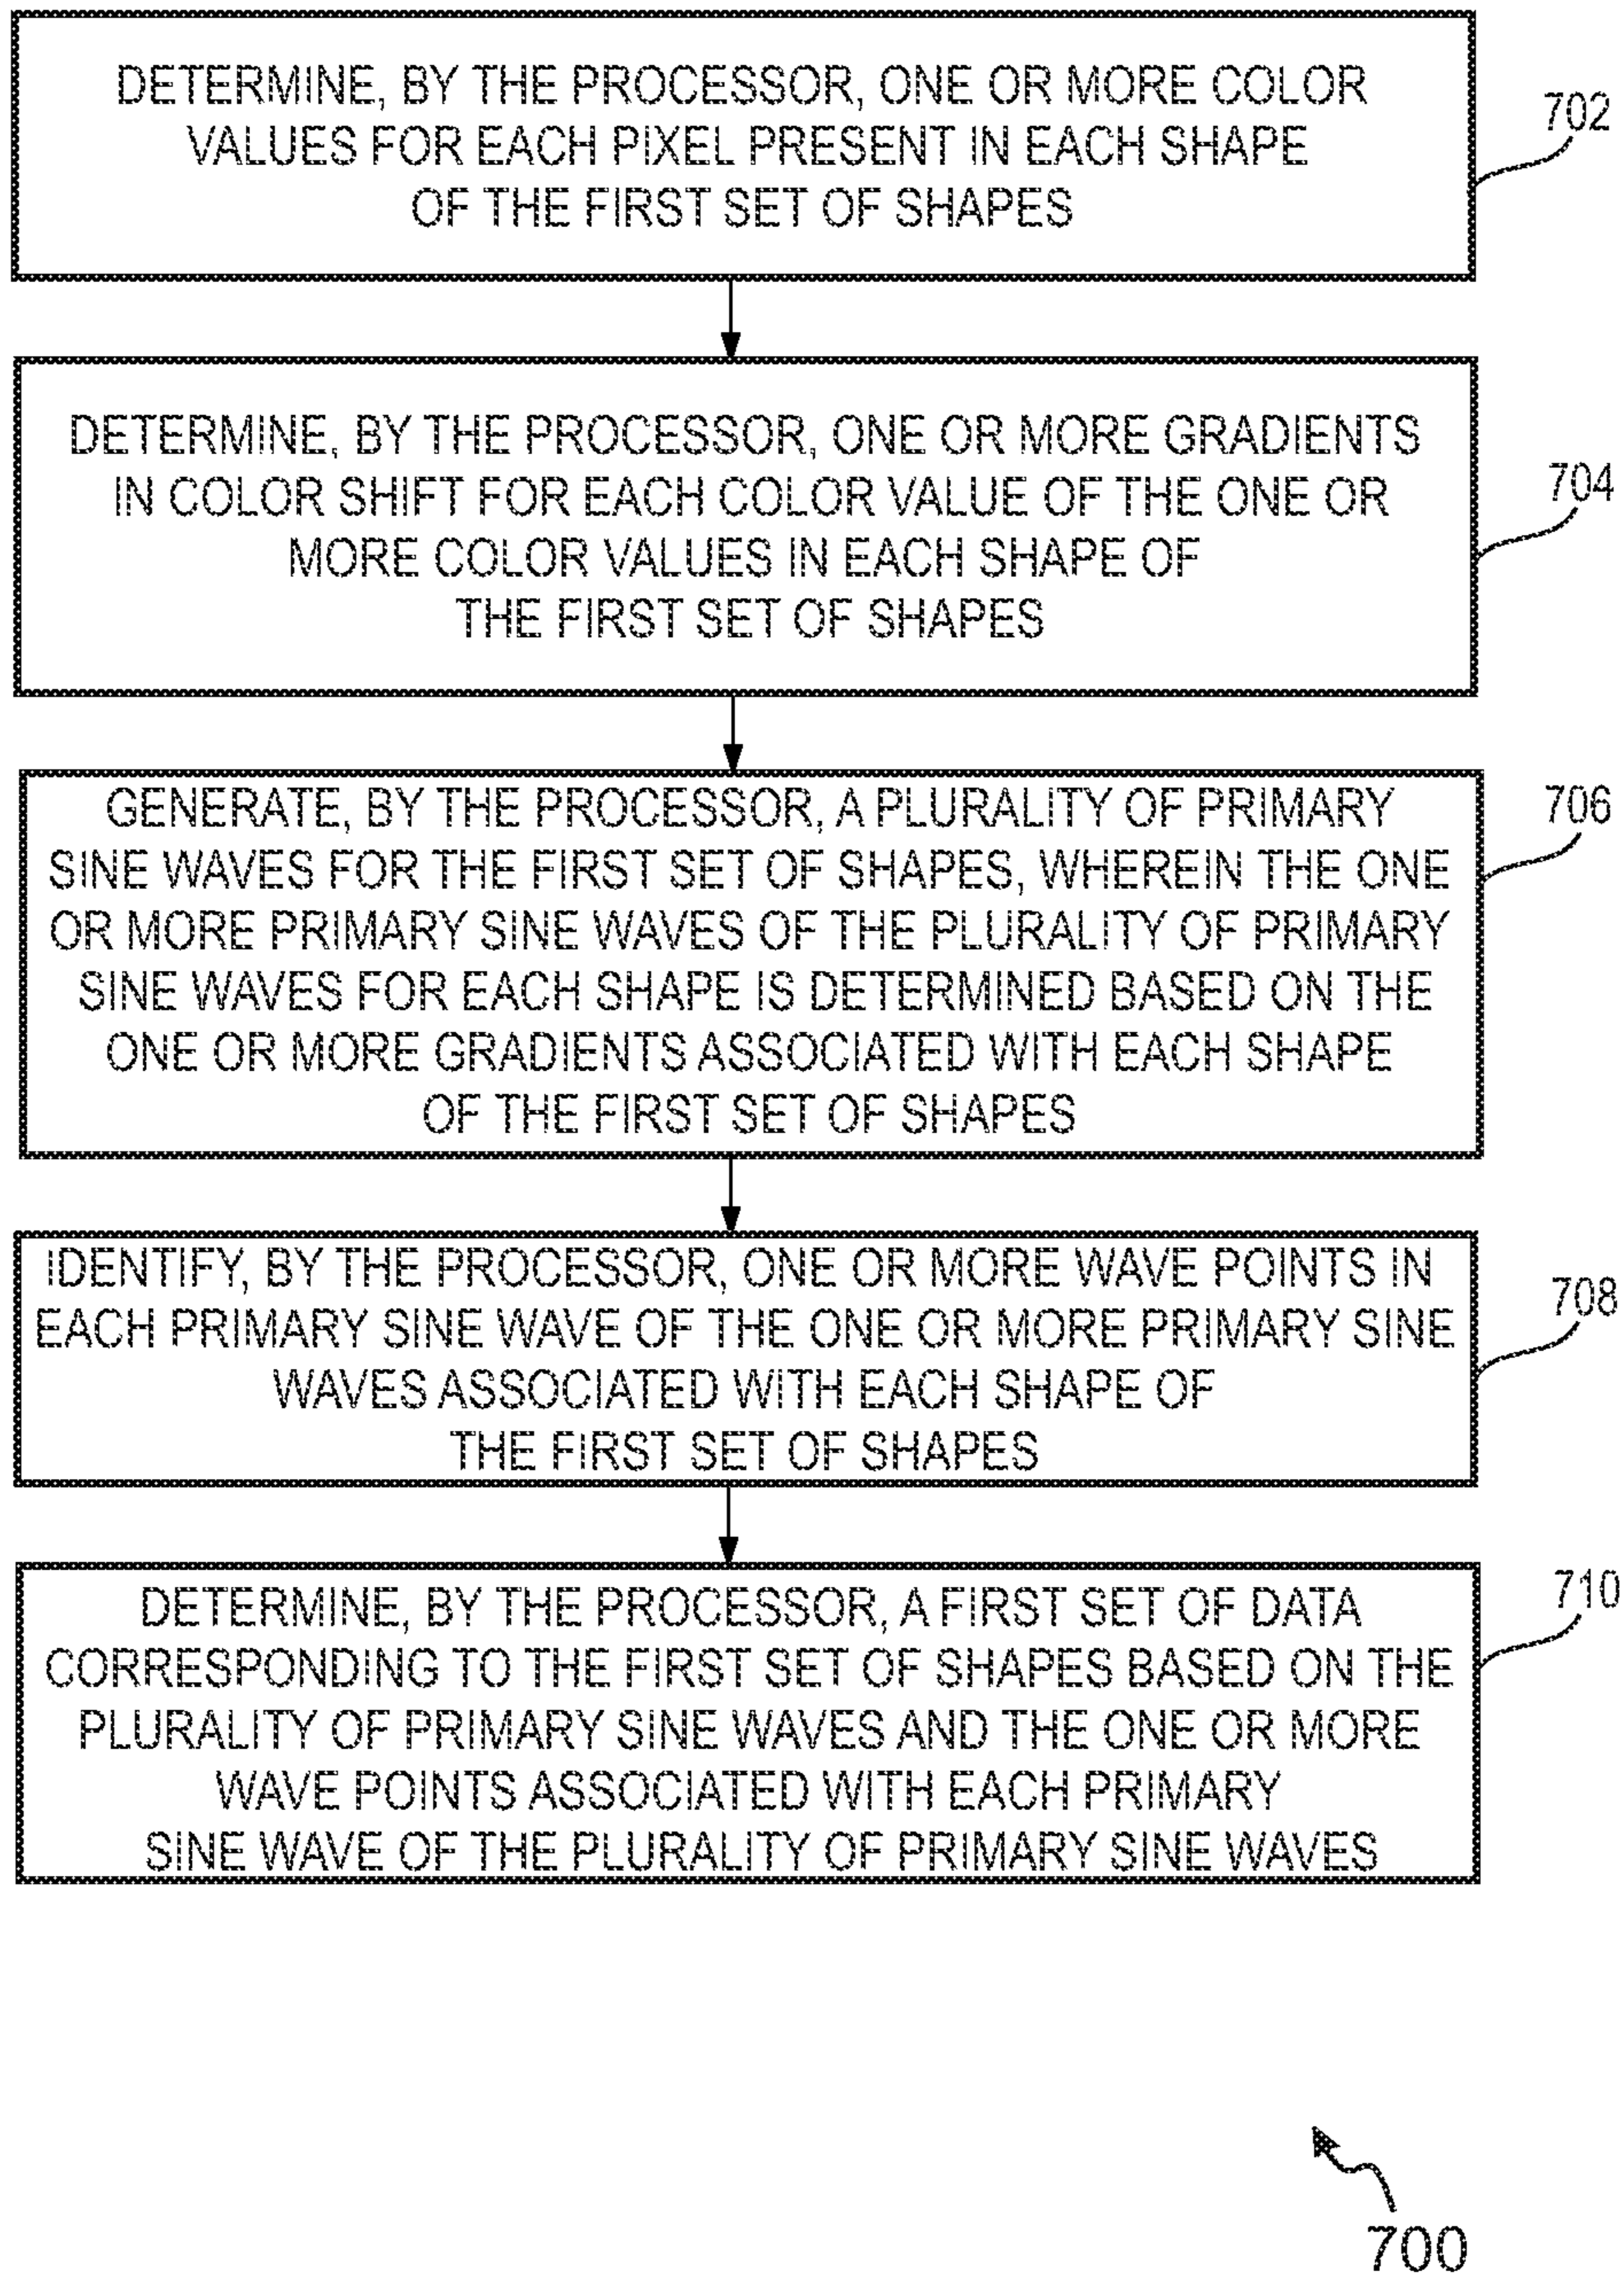 DETERMINE, BY THE PROCESSOR, ONE OR MORE COLOR
VALUES FOR EACH PIXEL PRESENT IN EACH SHAPE
OF THE FIRST SET OF SHAPES
702
DETERMINE, BY THE PROCESSOR, ONE OR MORE GRADIENTS
IN COLOR SHIFT FOR EACH COLOR VALUE OF THE ONE OR
MORE COLOR VALUES IN EACH SHAPE OF
THE FIRST SET OF SHAPES
704
GENERATE, BY THE PROCESSOR, A PLURALITY OF PRIMARY
SINE WAVES FOR THE FIRST SET OF SHAPES, WHEREIN THE ONE
OR MORE PRIMARY SINE WAVES OF THE PLURALITY OF PRIMARY
SINE WAVES FOR EACH SHAPE IS DETERMINED BASED ON THE
ONE OR MORE GRADIENTS ASSOCIATED WITH EACH SHAPE
OF THE FIRST SET OF SHAPES
706
IDENTIFY, BY THE PROCESSOR, ONE OR MORE WAVE POINTS IN
EACH PRIMARY SINE WAVE OF THE ONE OR MORE PRIMARY SINE
WAVES ASSOCIATED WITH EACH SHAPE OF
THE FIRST SET OF SHAPES
708
DETERMINE, BY THE PROCESSOR, A FIRST SET OF DATA
CORRESPONDING TO THE FIRST SET OF SHAPES BASED ON THE
PLURALITY OF PRIMARY SINE WAVES AND THE ONE OR MORE
WAVE POINTS ASSOCIATED WITH EACH PRIMARY
SINE WAVE OF THE PLURALITY OF PRIMARY SINE WAVES
710
700